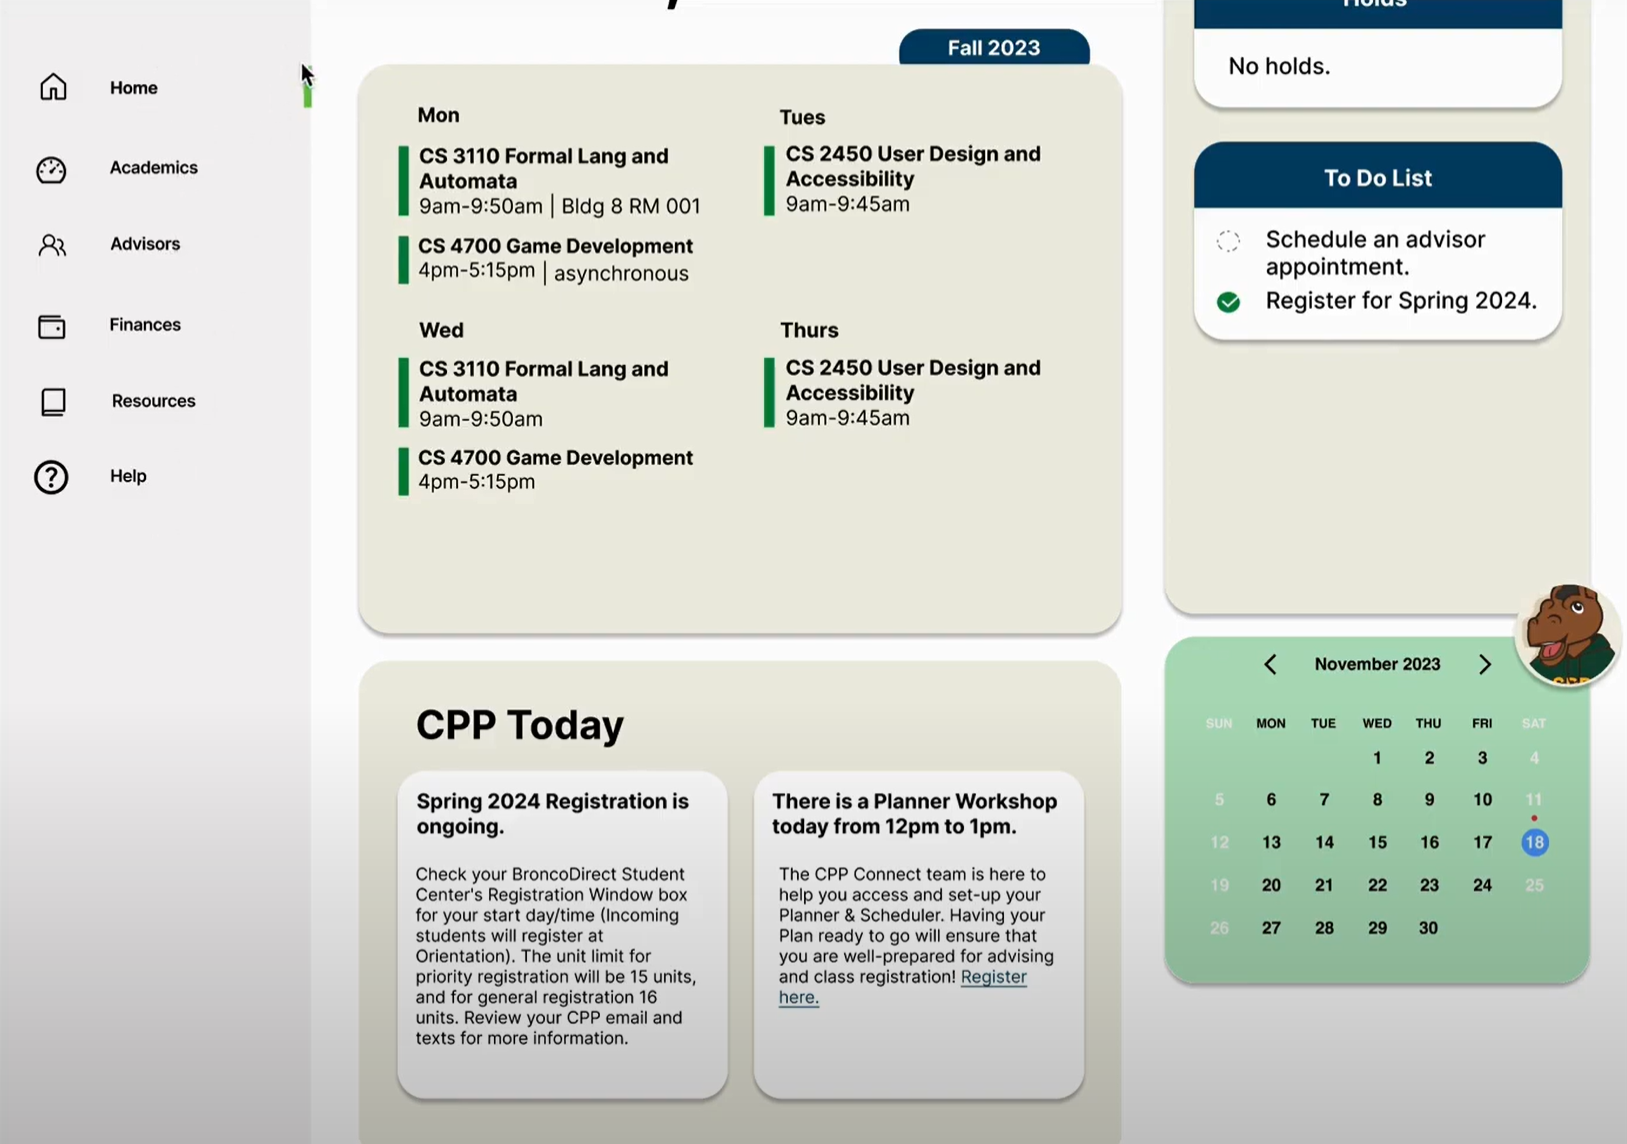 Home
Academics
Advisors
Finances
Resources
Help
Fall 2023
Mon
CS 3110 Formal Lang and
Automata
9am-9:50am | Bldg 8 RM 001
CS 4700 Game Development
4pm-5:15pm | asynchronous
Tues
CS 2450 User Design and
Accessibility
9am-9:45am
Wed
CS 3110 Formal Lang and
Automata
9am-9:50am
CS 4700 Game Development
4pm-5:15pm
Thurs
CS 2450 User Design and
Accessibility
9am-9:45am
CPP Today
Spring 2024 Registration is
ongoing.
Check your BroncoDirect Student
Center's Registration Window box
for your start day/time (Incoming
students will register at
Orientation). The unit limit for
priority registration will be 15 units,
and for general registration 16
units. Review your CPP email and
texts for more information.
There is a Planner Workshop
today from 12pm to 1pm.
The CPP Connect team is here to
help you access and set-up your
Planner & Scheduler. Having your
Plan ready to go will ensure that
you are well-prepared for advising
and class registration! Register
here.
Holds
No holds.
To Do List
Schedule an advisor
appointment.
Register for Spring 2024.
November 2023
SUN MON TUE WED THU FRI SAT
1 2 3 4
5 6 7 8 9 10 11
12 13 14 15 16 17 18
19 20 21 22 23 24 25
26 27 28 29 30